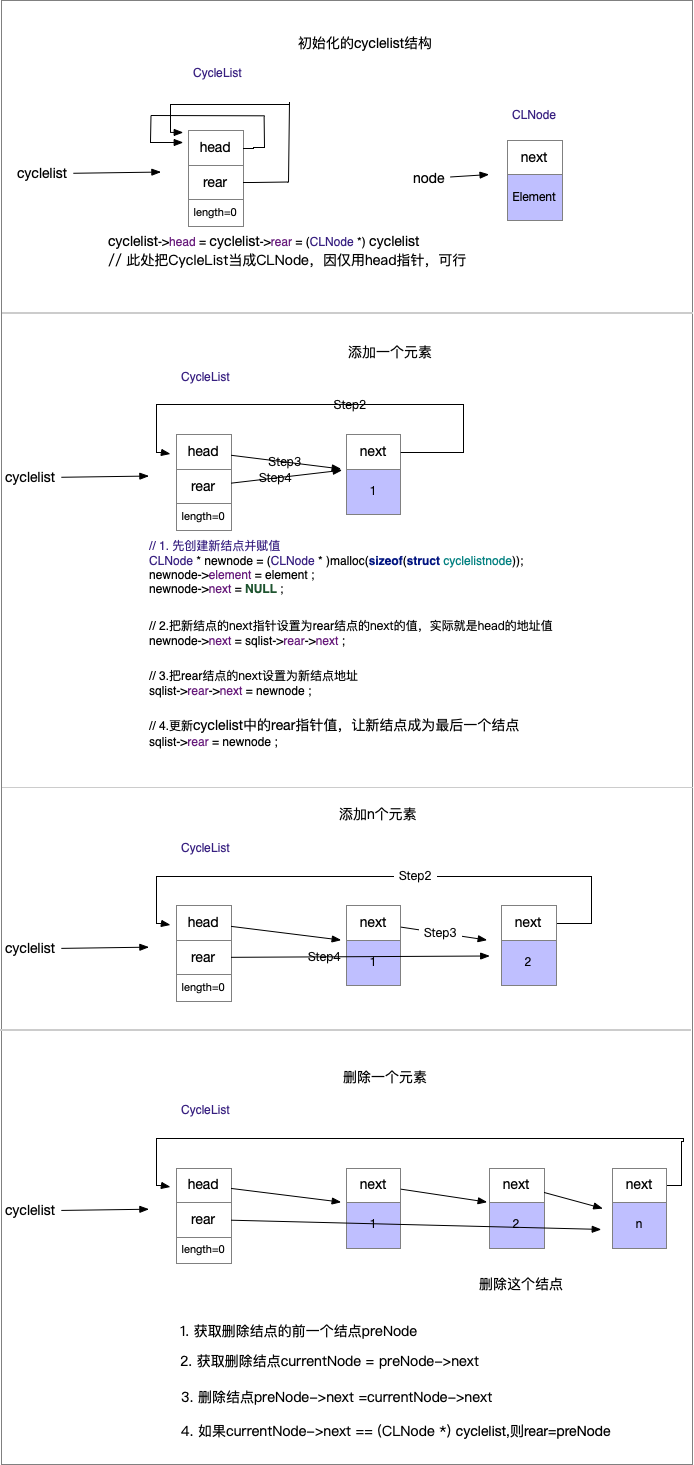 初始化的cyclelist结构
CycleList
CLNode
head
next
cyclelist
node
rear
Element
length=0
cyclelist->head = cyclelist->rear = (CLNode *) cyclelist
// 此处把CycleList当成CLNode，因仅用head指针，可行
添加一个元素
CycleList
Step2
head
next
Step3
cyclelist
Step4
rear
1
length=0
// 1. 先创建新结点并赋值
CLNode * newnode = (CLNode * )malloc(sizeof(struct cyclelistnode));
newnode->element = element ;
newnode->next = NULL ;
// 2.把新结点的next指针设置为rear结点的next的值，实际就是head的地址值
newnode->next = sqlist->rear->next ;
// 3.把rear结点的next设置为新结点地址
sqlist->rear->next = newnode ;
// 4.更新cyclelist中的rear指针值，让新结点成为最后一个结点
sqlist->rear = newnode ;
添加n个元素
CycleList
Step2
head
next
next
Step3
cyclelist
rear
Step4
1
2
length=0
删除一个元素
CycleList
head
next
next
next
cyclelist
rear
1
2
n
length=0
删除这个结点
1. 获取删除结点的前一个结点preNode
2. 获取删除结点currentNode = preNode->next
3. 删除结点preNode->next =currentNode->next
4. 如果currentNode->next == (CLNode *) cyclelist,则rear=preNode